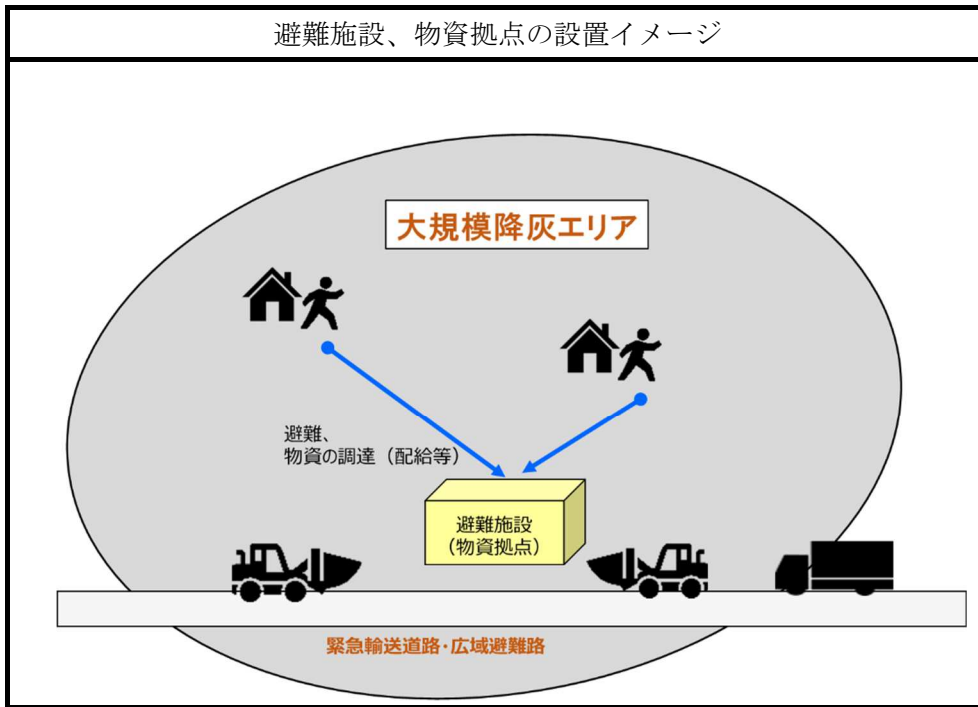 避難施設、物資拠点の設置イメージ
大規模降灰エリア
避難、
物資の調達（配給等）
避難施設
(物資拠点)
緊急輸送道路・広域避難路